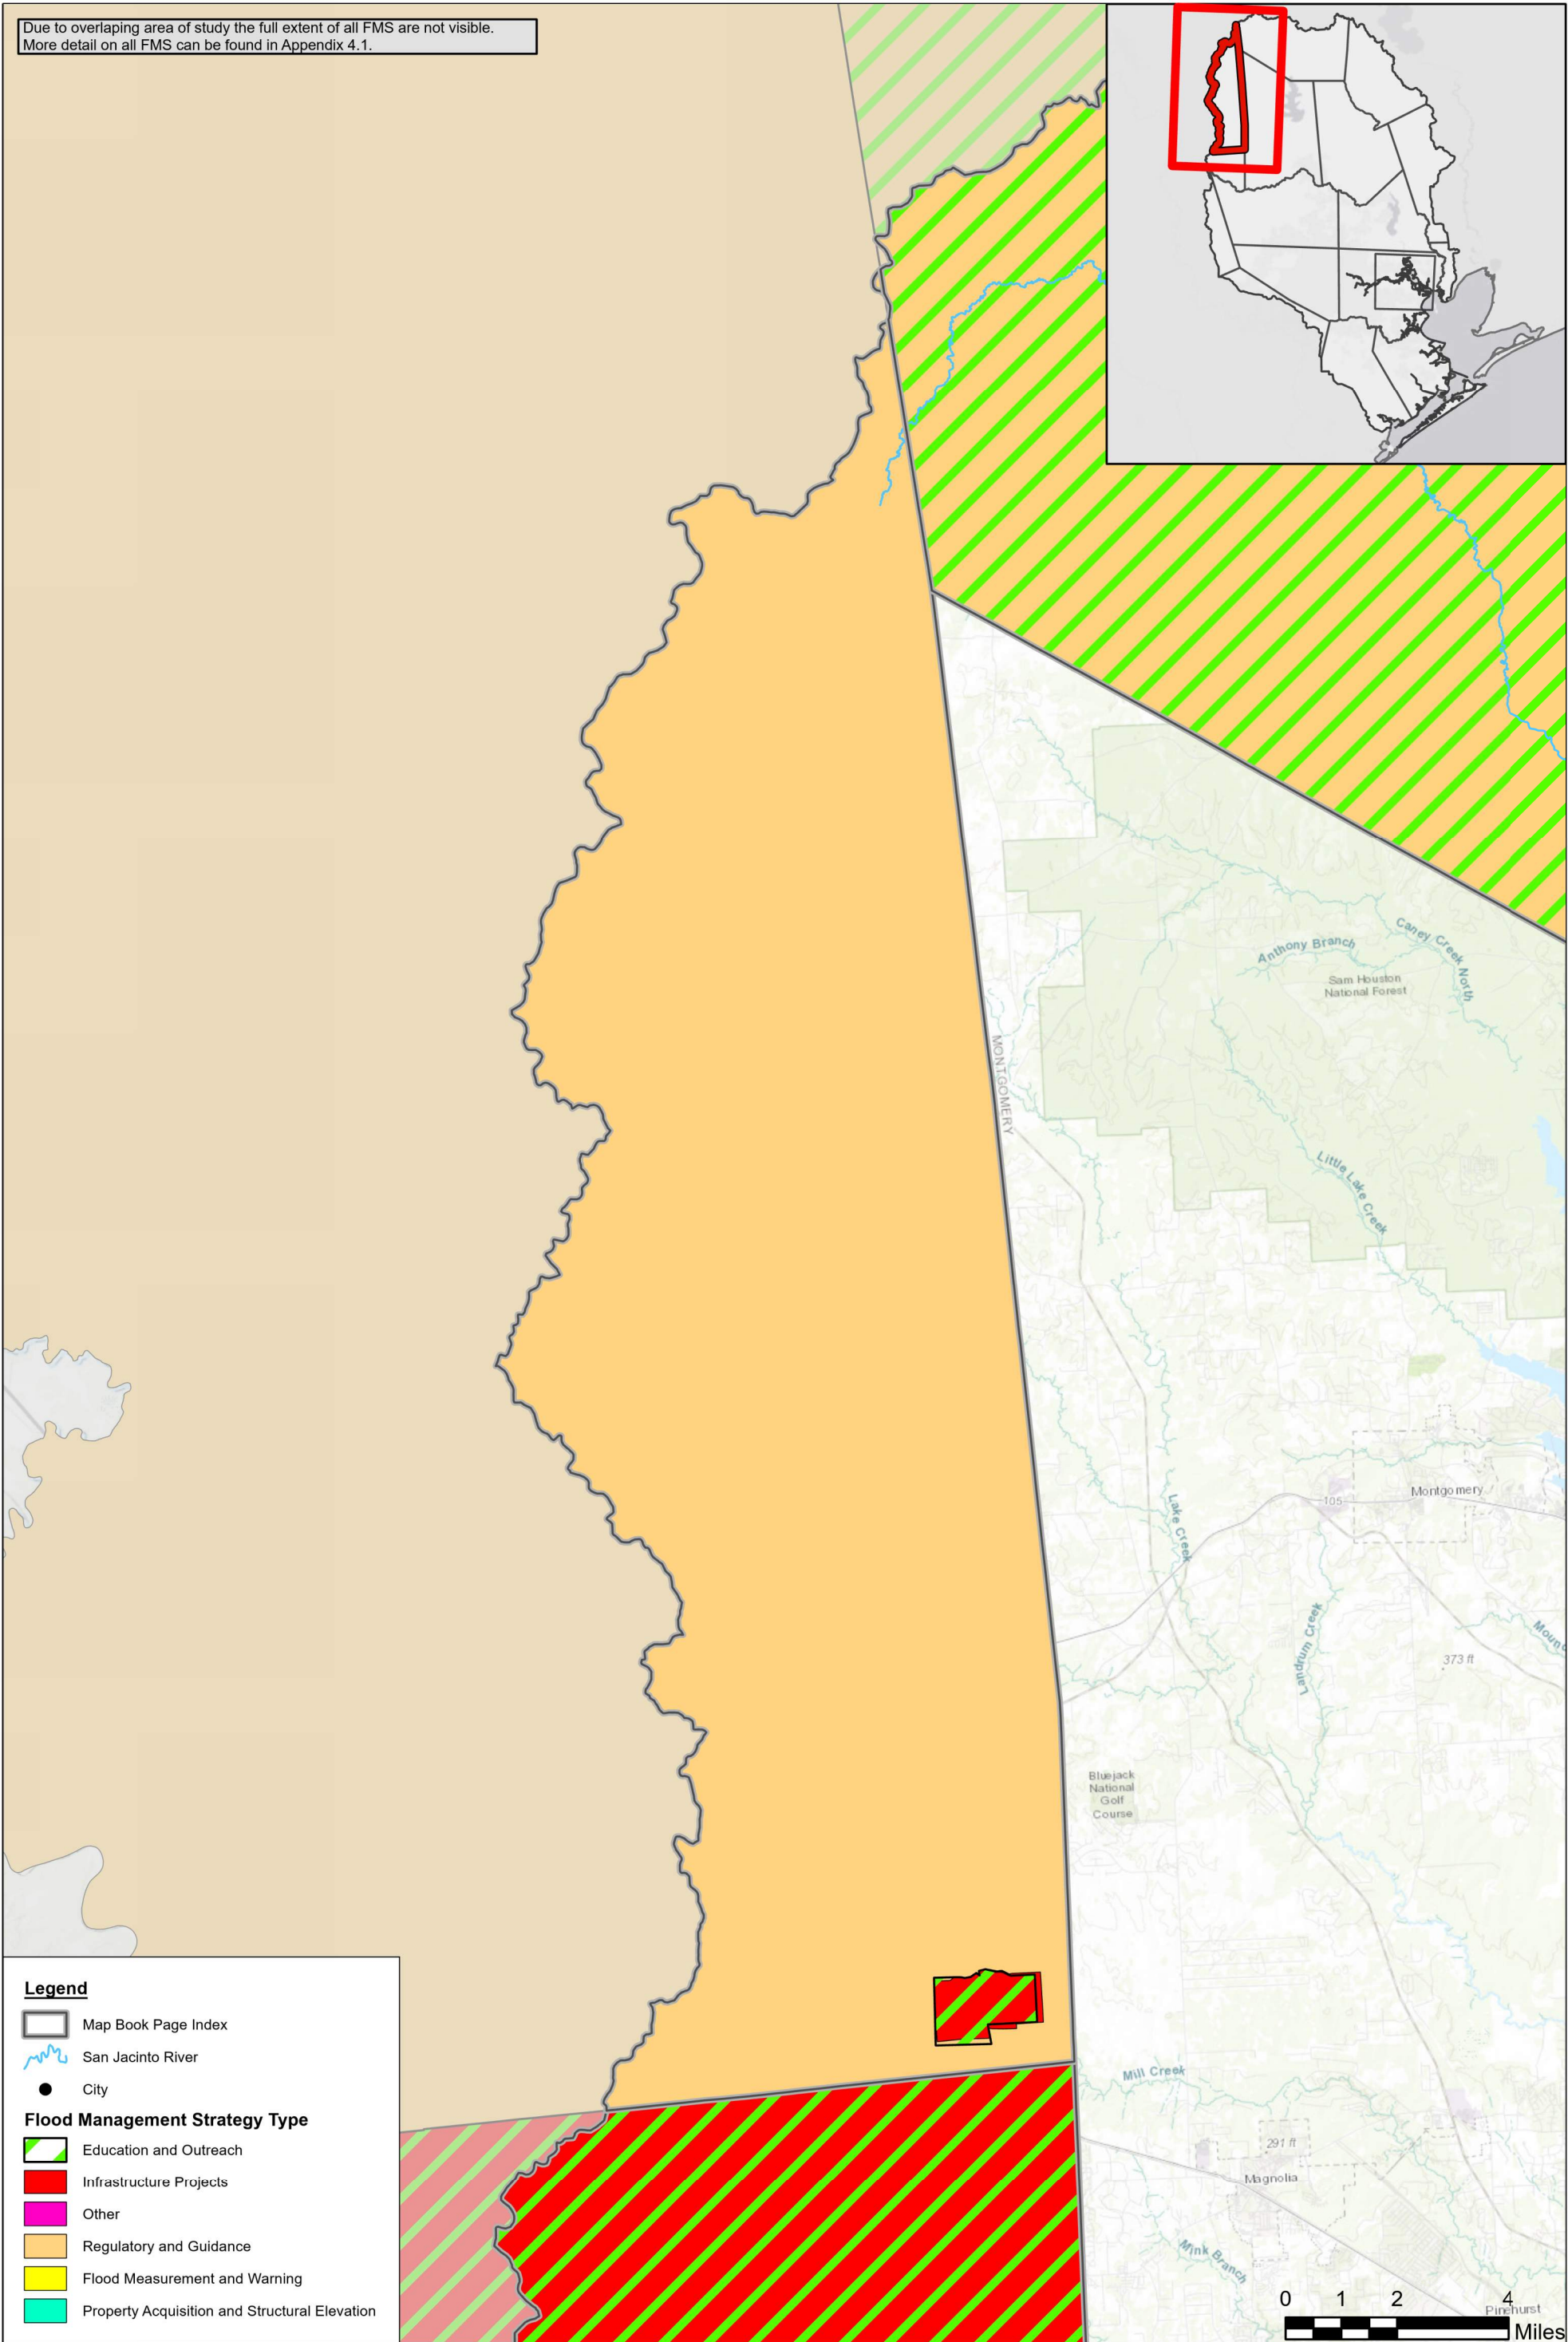 Due to overlaping area of study the full extent of all FMS are not visible.
More detail on all FMS can be found in Appendix 4.1.
Caney Creek North
Anthony Branch
Sam Houston
National Forest
MONTGOMERY
Little Lake Creek
Montgomery
105
Lake Creek
Landrum Creek
Moun
373 ft
Bluejack
National
Golf
Course
Legend
Map Book Page Index
San Jacinto River
City
Flood Management Strategy Type
Education and Outreach
Infrastructure Projects
Other
Regulatory and Guidance
Flood Measurement and Warning
Property Acquisition and Structural Elevation
Mill Creek
291 ft
Magnolia
Mink Branch
0 1 2 4
Pinehurst
Miles